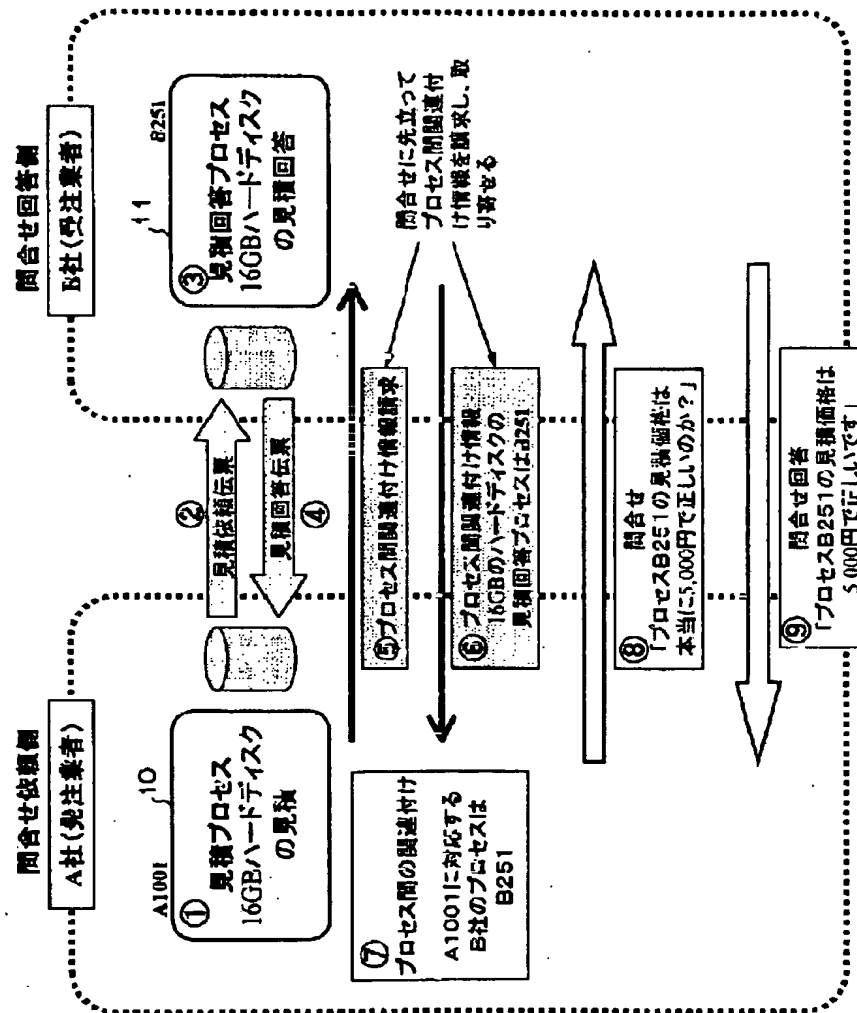 問合せ依頼側
A社(発注業者)
問合せ回答側
B社(受注業者)
A1001
10
①
見積プロセス
16GBハードディスク
の見積
②
見積依頼伝票
見積回答伝票
④
11
B251
③
見積回答プロセス
16GBハードディスク
の見積回答
⑤プロセス間関連付け情報請求
⑥プロセス間関連付け情報
16GBのハードディスクの
見積回答プロセスはB251
問合せに先立って
プロセス間関連付
け情報を請求し、取
り寄せる
⑦
プロセス間の関連付け
A1001に対応する
B社のプロセスは
B251
⑧
問合せ
「プロセスB251の見積価格は
本当に5,000円で正しいのか?」
⑨
問合せ回答
「プロセスB251の見積価格は
5,000円で正しいです」